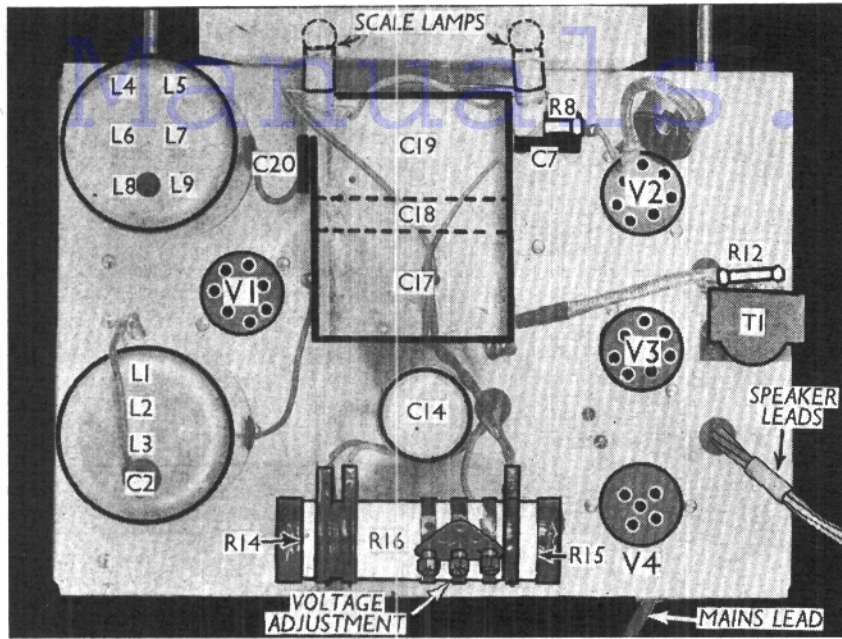 SCALE LAMPS
Manuals.
L4 L5
R8
L6 L7
C19
C20
C7
L8 L9
V2
C18
R12
C17
V1
T1
V3
L1
SPEAKER
LEADS
L2
C14
L3
C2
R14
R16
R15
V4
VOLTAGE
ADJUSTMENT
MAINS LEAD